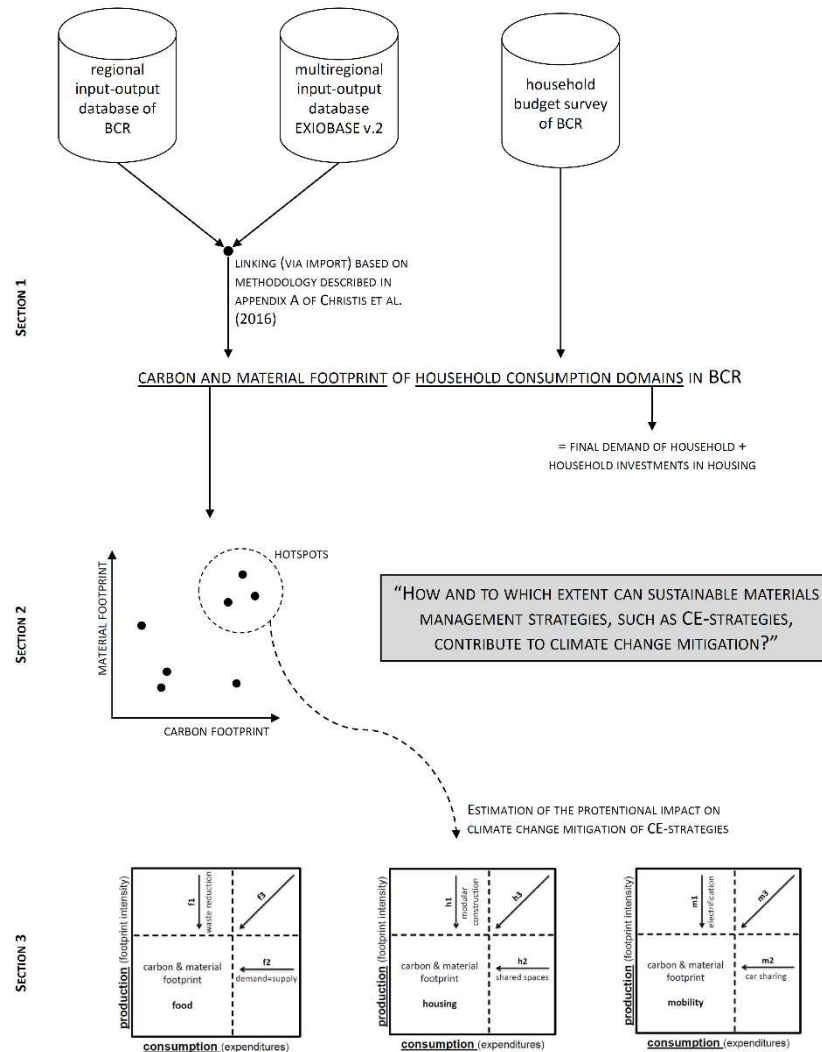 regional
input-output
database of
BCR
multiregional
input-output
database
EXIOBASE v.2
household
budget survey
of BCR
SECTION 1
LINKING (VIA IMPORT) BASED ON
METHODOLOGY DESCRIBED IN
APPENDIX A OF CHRISTIS ET AL.
(2016)
CARBON AND MATERIAL FOOTPRINT OF HOUSEHOLD CONSUMPTION DOMAINS IN BCR
= FINAL DEMAND OF HOUSEHOLD +
HOUSEHOLD INVESTMENTS IN HOUSING
SECTION 2
MATERIAL FOOTPRINT
HOTSPOTS
CARBON FOOTPRINT
“HOW AND TO WHICH EXTENT CAN SUSTAINABLE MATERIALS
MANAGEMENT STRATEGIES, SUCH AS CE-STRATEGIES,
CONTRIBUTE TO CLIMATE CHANGE MITIGATION?”
ESTIMATION OF THE PROTENTIONAL IMPACT ON
CLIMATE CHANGE MITIGATION OF CE-STRATEGIES
SECTION 3
production (footprint intensity)
f1
waste reduction
f3
carbon & material
footprint
food
f2
demand=supply
consumption (expenditures)
production (footprint intensity)
h1
modular
construction
h3
carbon & material
footprint
housing
h2
shared spaces
consumption (expenditures)
production (footprint intensity)
m1
electrification
m3
carbon & material
footprint
mobility
m2
car sharing
consumption (expenditures)